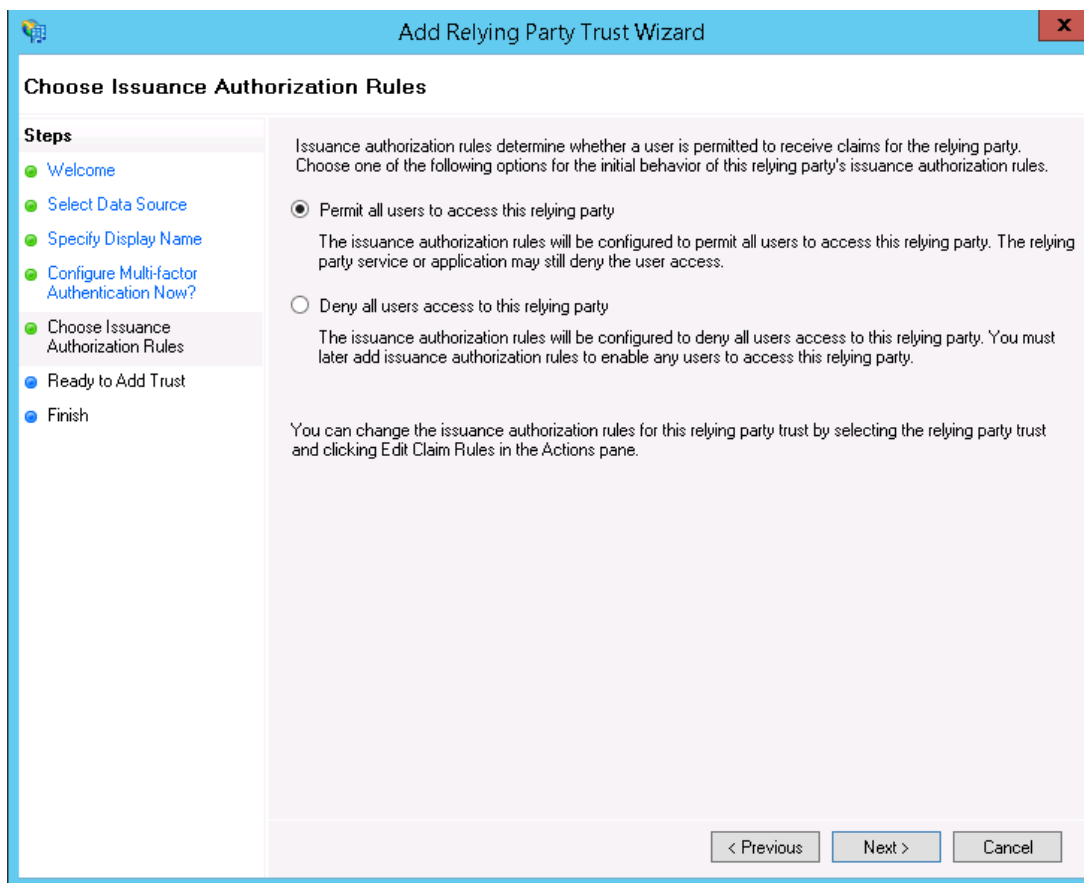 Add Relying Party Trust Wizard
x
Choose Issuance Authorization Rules
Steps
Welcome
Select Data Source
Specify Display Name
Configure Multi-factor
Authentication Now?
Choose Issuance
Authorization Rules
Ready to Add Trust
Finish
Issuance authorization rules determine whether a user is permitted to receive claims for the relying party.
Choose one of the following options for the initial behavior of this relying party's issuance authorization rules.
Permit all users to access this relying party
The issuance authorization rules will be configured to permit all users to access this relying party. The relying
party service or application may still deny the user access.
Deny all users access to this relying party
The issuance authorization rules will be configured to deny all users access to this relying party. You must
later add issuance authorization rules to enable any users to access this relying party.
You can change the issuance authorization rules for this relying party trust by selecting the relying party trust
and clicking Edit Claim Rules in the Actions pane.
< Previous
Next >
Cancel